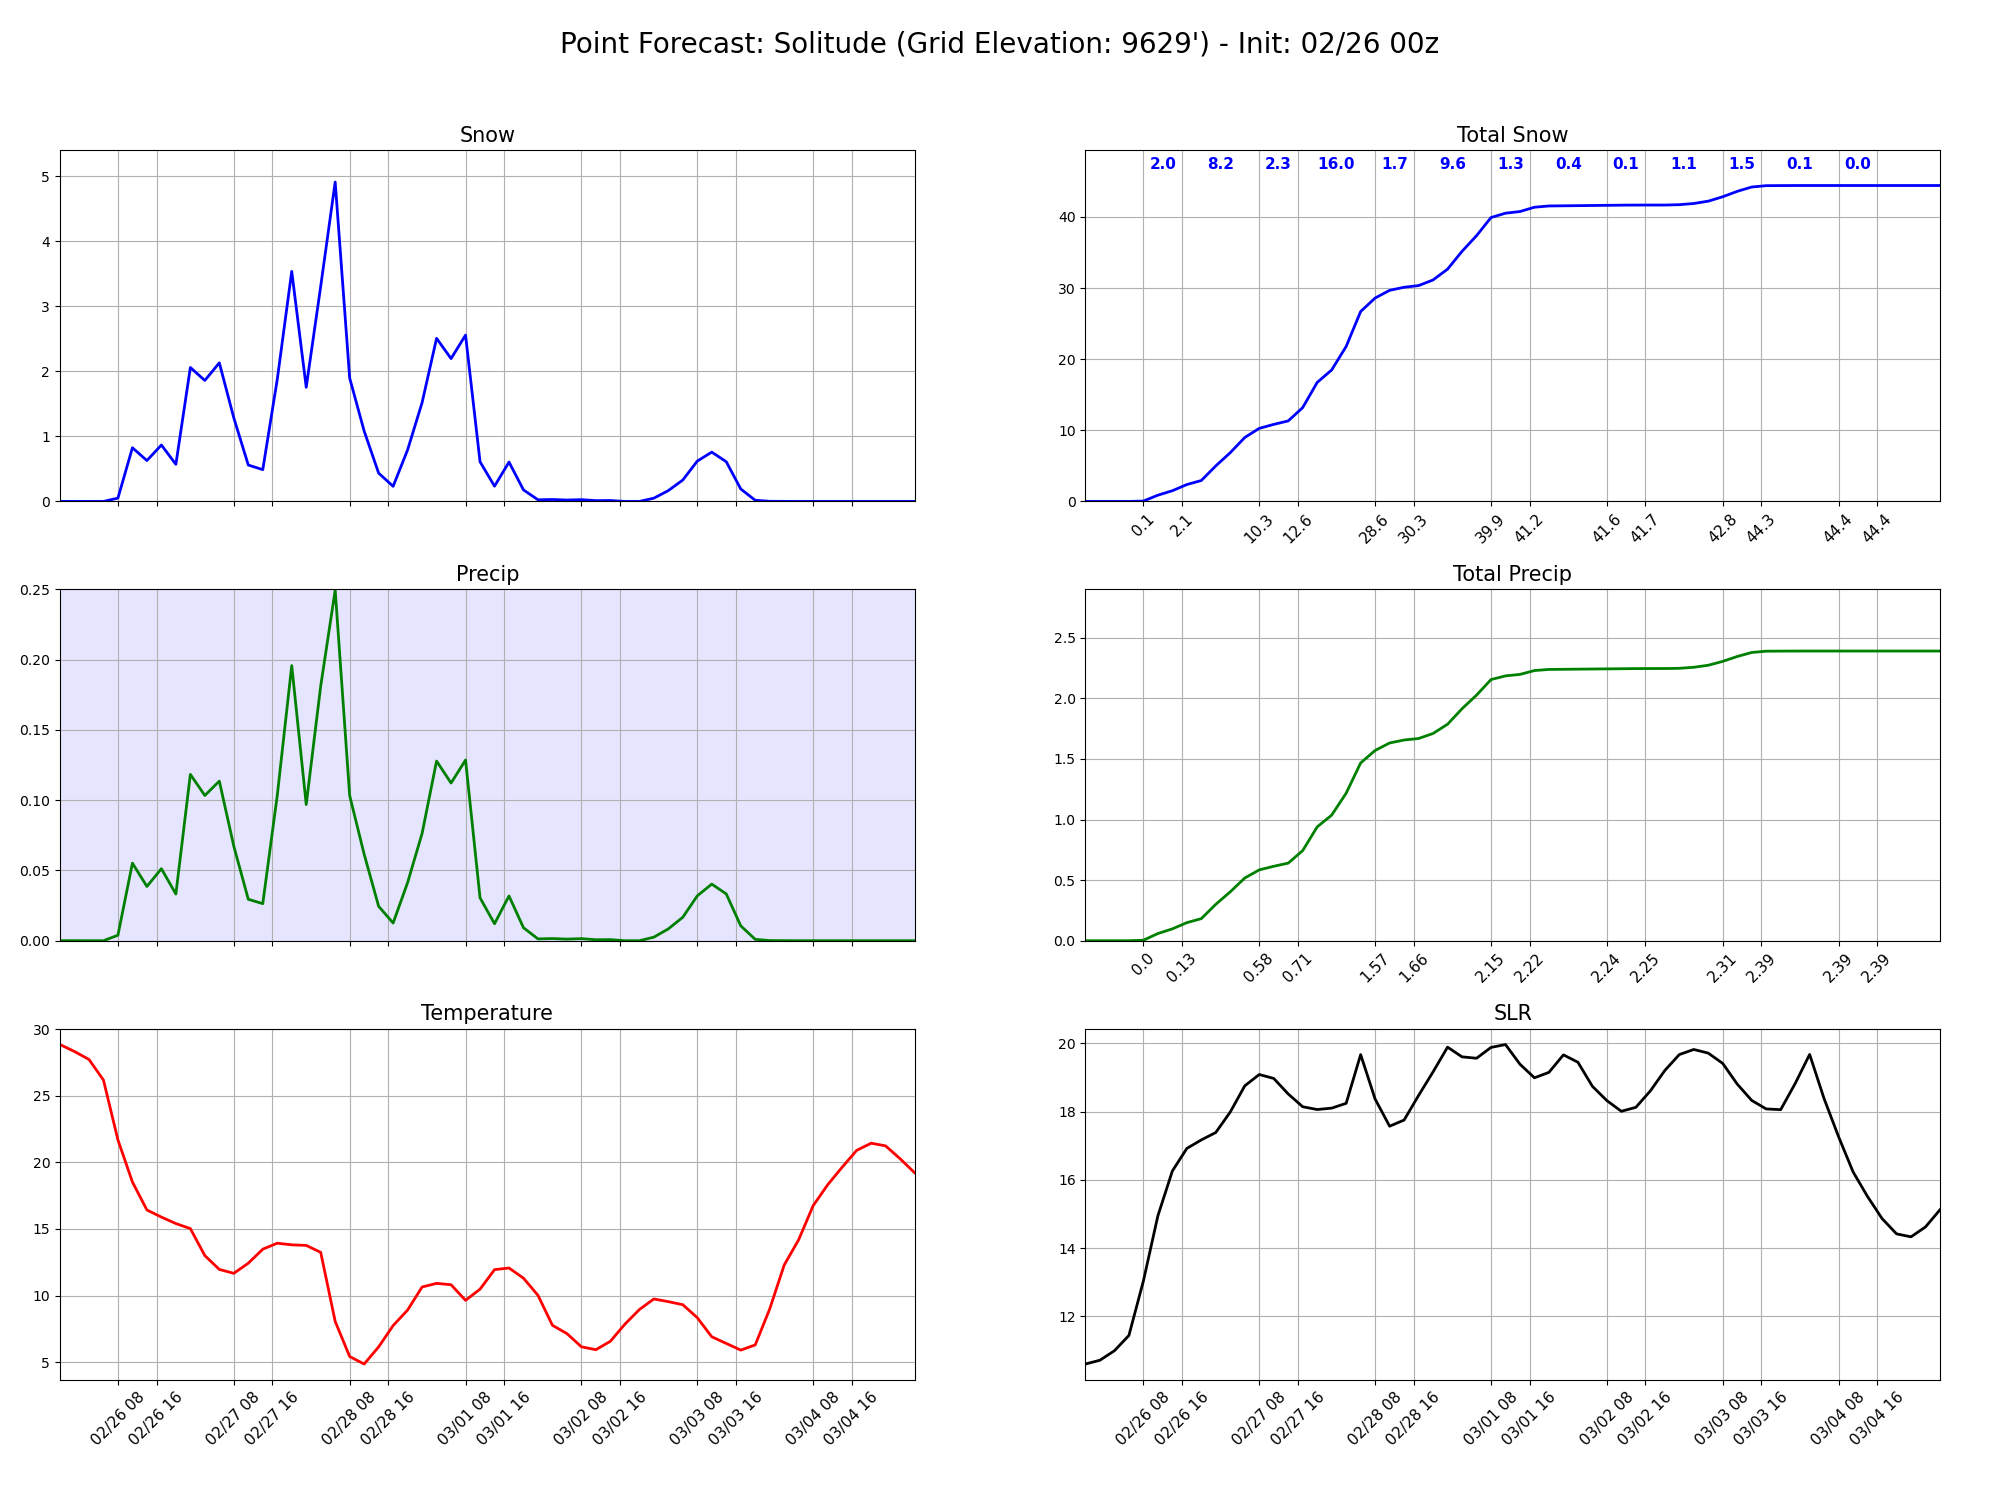 Point Forecast: Solitude (Grid Elevation: 9629') - Init: 02/26 00z
Snow
5
4
3
2
1
0
Total Snow
2.0 8.2 2.3 16.0 1.7 9.6 1.3 0.4 0.1 1.1 1.5 0.1 0.0
40
30
20
10
0
0.1 2.1 10.3 12.6 28.6 30.3 39.9 41.2 41.6 41.7 42.8 44.3 44.4 44.4
Precip
0.25
0.20
0.15
0.10
0.05
0.00
Total Precip
2.5
2.0
1.5
1.0
0.5
0.0
0.0 0.13 0.58 0.71 1.57 1.66 2.15 2.22 2.24 2.25 2.31 2.39 2.39 2.39
Temperature
30
25
20
15
10
5
02/26 08 02/26 16 02/27 08 02/27 16 02/28 08 02/28 16 03/01 08 03/01 16 03/02 08 03/02 16 03/03 08 03/03 16 03/04 08 03/04 16
SLR
20
18
16
14
12
02/26 08 02/26 16 02/27 08 02/27 16 02/28 08 02/28 16 03/01 08 03/01 16 03/02 08 03/02 16 03/03 08 03/03 16 03/04 08 03/04 16